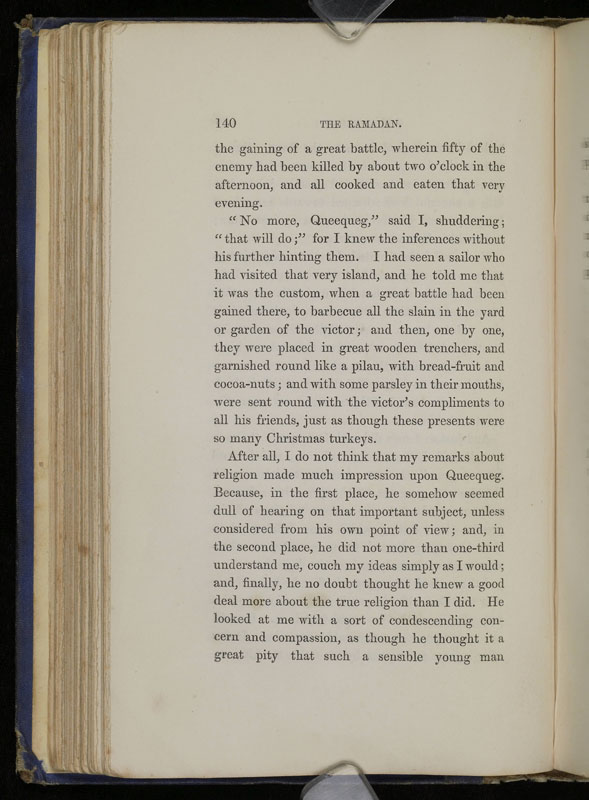 140 THE RAMADAN.
the gaining of a great battle, wherein fifty of the
enemy had been killed by about two o'clock in the
afternoon, and all cooked and eaten that very
evening.
“No more, Queequeg,” said I, shuddering;
“that will do;” for I knew the inferences without
his further hinting them. I had seen a sailor who
had visited that very island, and he told me that
it was the custom, when a great battle had been
gained there, to barbecue all the slain in the yard
or garden of the victor; and then, one by one,
they were placed in great wooden trenchers, and
garnished round like a pilau, with bread-fruit and
cocoa-nuts; and with some parsley in their mouths,
were sent round with the victor's compliments to
all his friends, just as though these presents were
so many Christmas turkeys.
After all, I do not think that my remarks about
religion made much impression upon Queequeg.
Because, in the first place, he somehow seemed
dull of hearing on that important subject, unless
considered from his own point of view; and, in
the second place, he did not more than one-third
understand me, couch my ideas simply as I would;
and, finally, he no doubt thought he knew a good
deal more about the true religion than I did. He
looked at me with a sort of condescending con-
cern and compassion, as though he thought it a
great pity that such a sensible young man